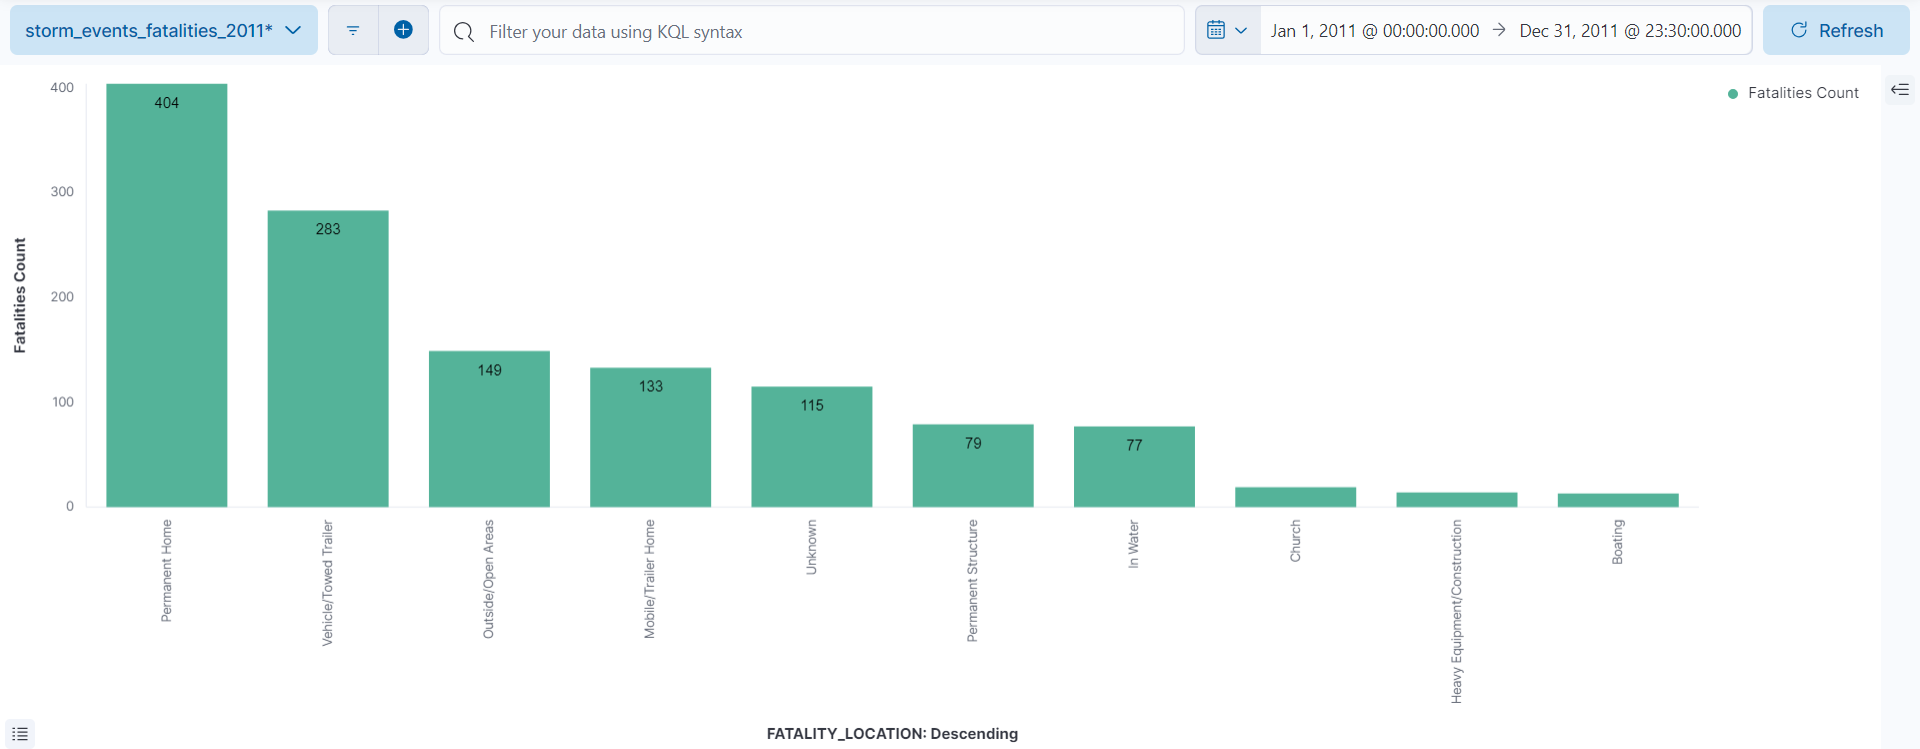 storm_events_fatalities_2011*
Filter your data using KQL syntax
Jan 1, 2011 @ 00:00:00.000 → Dec 31, 2011 @ 23:30:00.000
Refresh
Fatalities Count
Fatalities Count
400
300
200
100
0
404
283
149
133
115
79
77
Permanent Home
Vehicle/Towed Trailer
Outside/Open Areas
Mobile/Trailer Home
Unknown
Permanent Structure
In Water
Church
Heavy Equipment/Construction
Boating
FATALITY_LOCATION: Descending